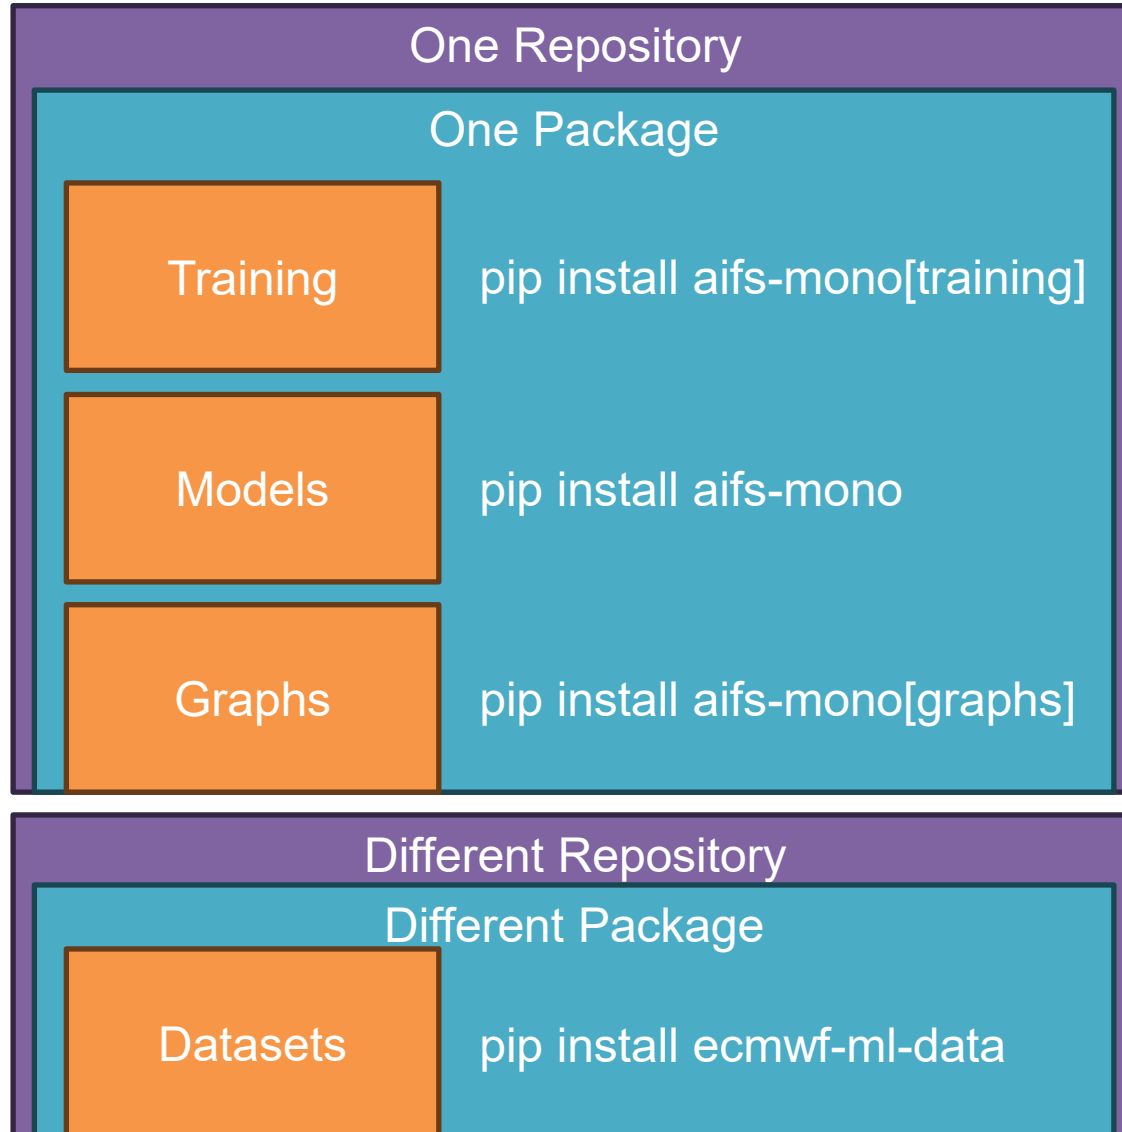 One Repository
One Package
Training
pip install aifs-mono[training]
Models
pip install aifs-mono
Graphs
pip install aifs-mono[graphs]
Different Repository
Different Package
Datasets
pip install ecmwf-ml-data